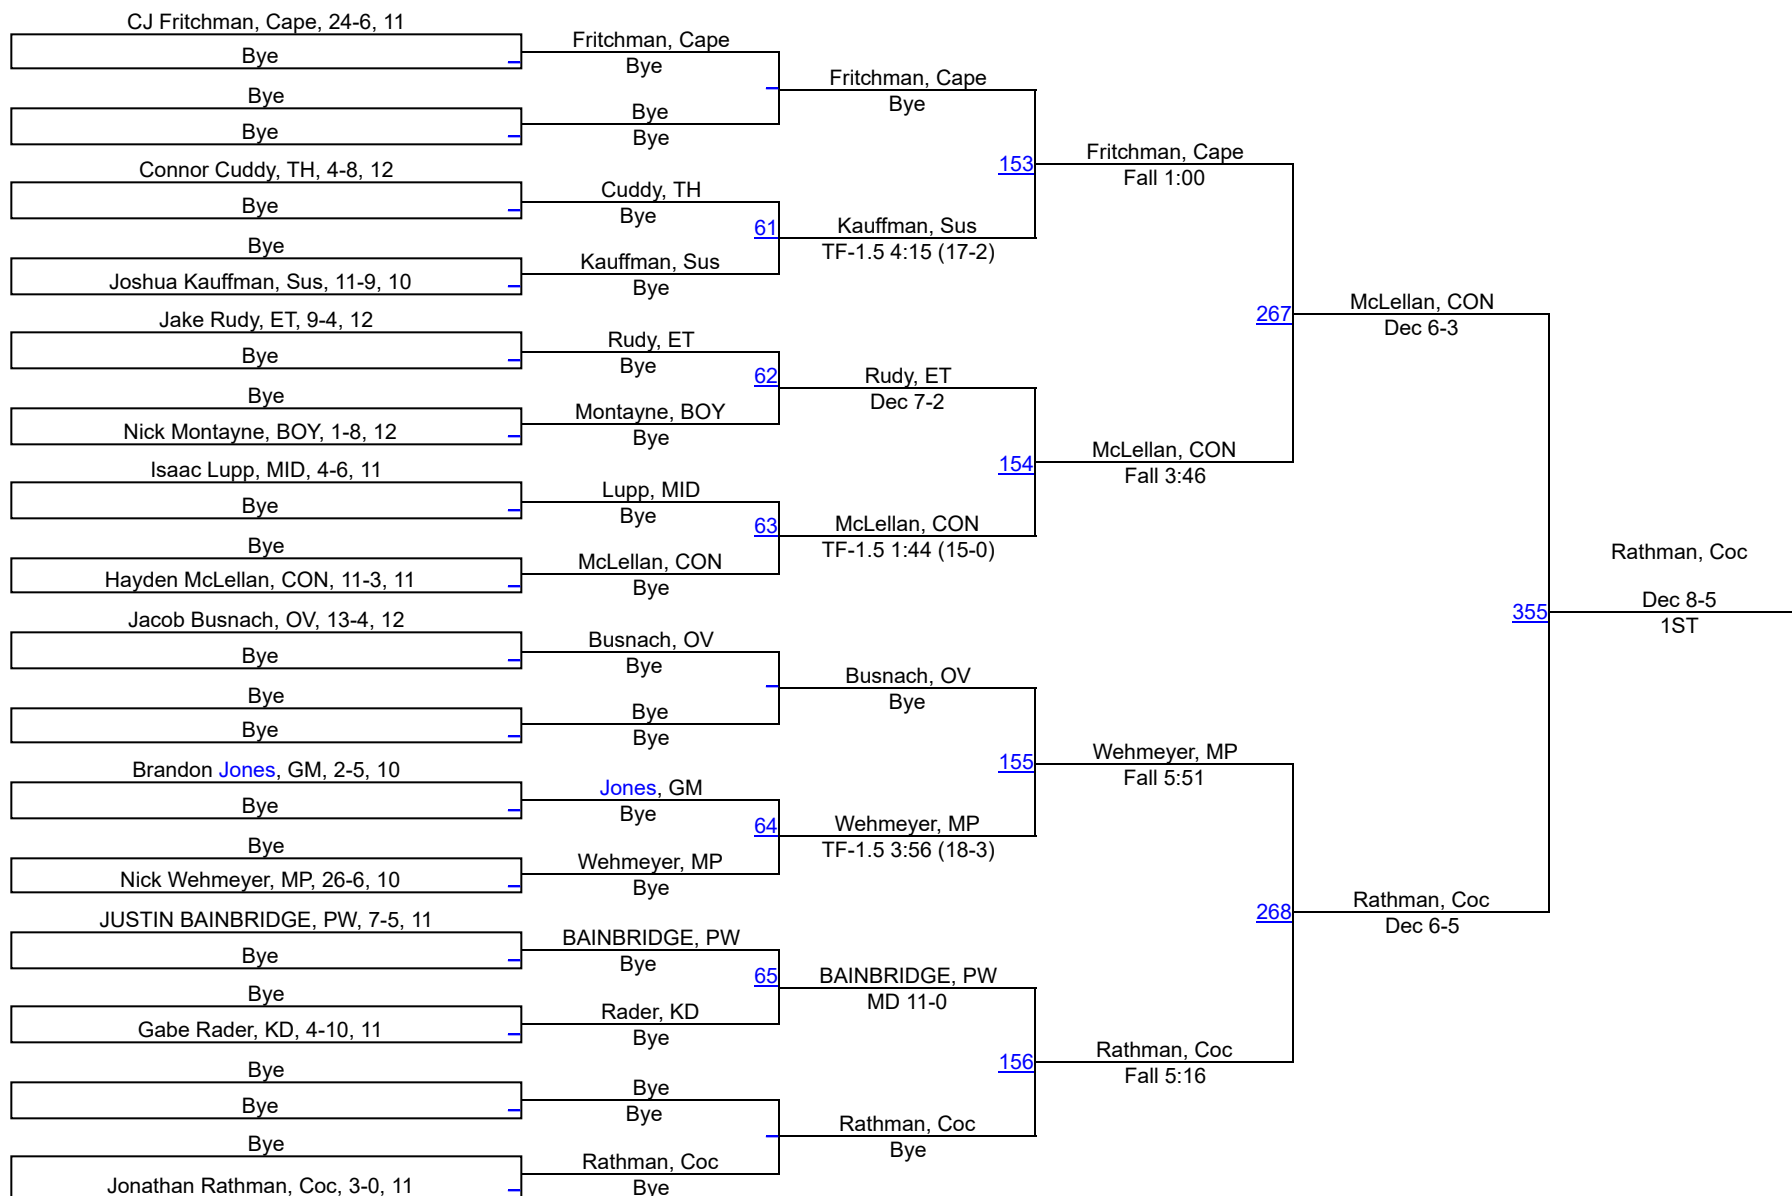 CJ Fritchman, Cape, 24-6, 11
Bye
Bye
Bye
Connor Cuddy, TH, 4-8, 12
Bye
Bye
Joshua Kauffman, Sus, 11-9, 10
Jake Rudy, ET, 9-4, 12
Bye
Bye
Nick Montayne, BOY, 1-8, 12
Isaac Lupp, MID, 4-6, 11
Bye
Bye
Hayden McLellan, CON, 11-3, 11
Jacob Busnach, OV, 13-4, 12
Bye
Bye
Bye
Brandon Jones, GM, 2-5, 10
Bye
Bye
Nick Wehmeyer, MP, 26-6, 10
JUSTIN BAINBRIDGE, PW, 7-5, 11
Bye
Bye
Gabe Rader, KD, 4-10, 11
Bye
Bye
Bye
Jonathan Rathman, Coc, 3-0, 11
Fritchman, Cape
Bye
Bye
Bye
Cuddy, TH
Bye
61
Kauffman, Sus
Bye
Rudy, ET
Bye
62
Montayne, BOY
Bye
Lupp, MID
Bye
63
McLellan, CON
Bye
Busnach, OV
Bye
Bye
Bye
Jones, GM
Bye
64
Wehmeyer, MP
Bye
BAINBRIDGE, PW
Bye
65
Rader, KD
Bye
Bye
Bye
Rathman, Coc
Bye
Fritchman, Cape
Bye
153
Kauffman, Sus
TF-1.5 4:15 (17-2)
Rudy, ET
Dec 7-2
154
McLellan, CON
TF-1.5 1:44 (15-0)
Busnach, OV
Bye
155
Wehmeyer, MP
TF-1.5 3:56 (18-3)
BAINBRIDGE, PW
MD 11-0
156
Rathman, Coc
Bye
Fritchman, Cape
Fall 1:00
267
McLellan, CON
Fall 3:46
Wehmeyer, MP
Fall 5:51
268
Rathman, Coc
Fall 5:16
McLellan, CON
Dec 6-3
355
Rathman, Coc
Dec 6-5
Rathman, Coc
Dec 8-5
1ST